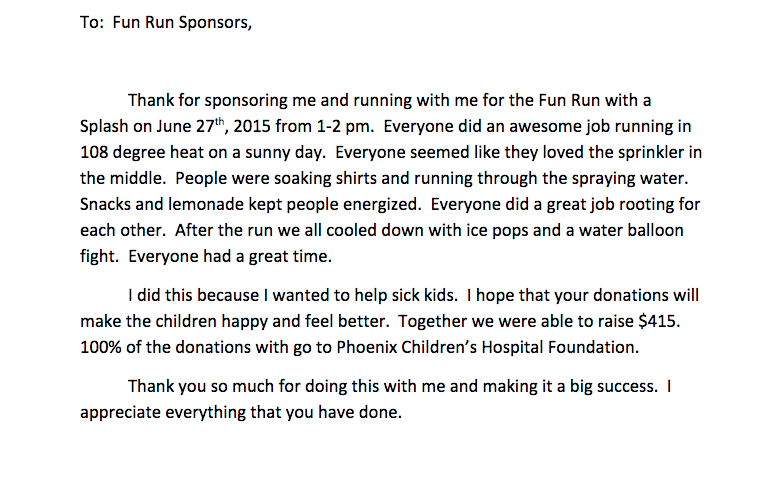 To:  Fun Run Sponsors,
Thank for sponsoring me and running with me for the Fun Run with a
Splash on June 27th, 2015 from 1-2 pm.  Everyone did an awesome job running in
108 degree heat on a sunny day.  Everyone seemed like they loved the sprinkler in
the middle.  People were soaking shirts and running through the spraying water.
Snacks and lemonade kept people energized.  Everyone did a great job rooting for
each other.  After the run we all cooled down with ice pops and a water balloon
fight.  Everyone had a great time.
I did this because I wanted to help sick kids.  I hope that your donations will
make the children happy and feel better.  Together we were able to raise $415.
100% of the donations with go to Phoenix Children’s Hospital Foundation.
Thank you so much for doing this with me and making it a big success.  I
appreciate everything that you have done.